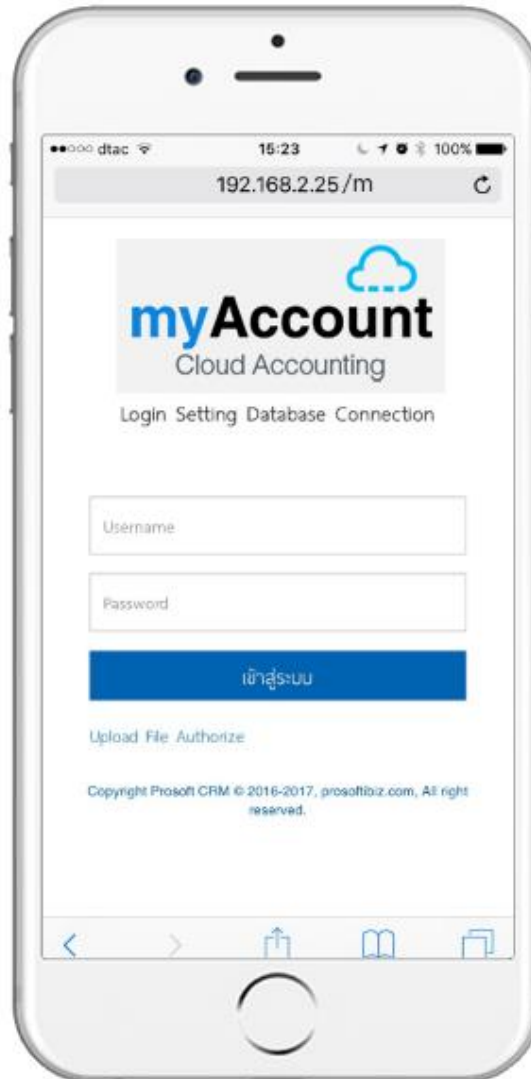 dtac 15:23 100%
192.168.2.25/m
myAccount
Cloud Accounting
Login Setting Database Connection
Username
Password
เข้าสู่ระบบ
Upload File Authorize
Copyright Prosoft CRM © 2016-2017, prosoftibiz.com, All right
reserved.